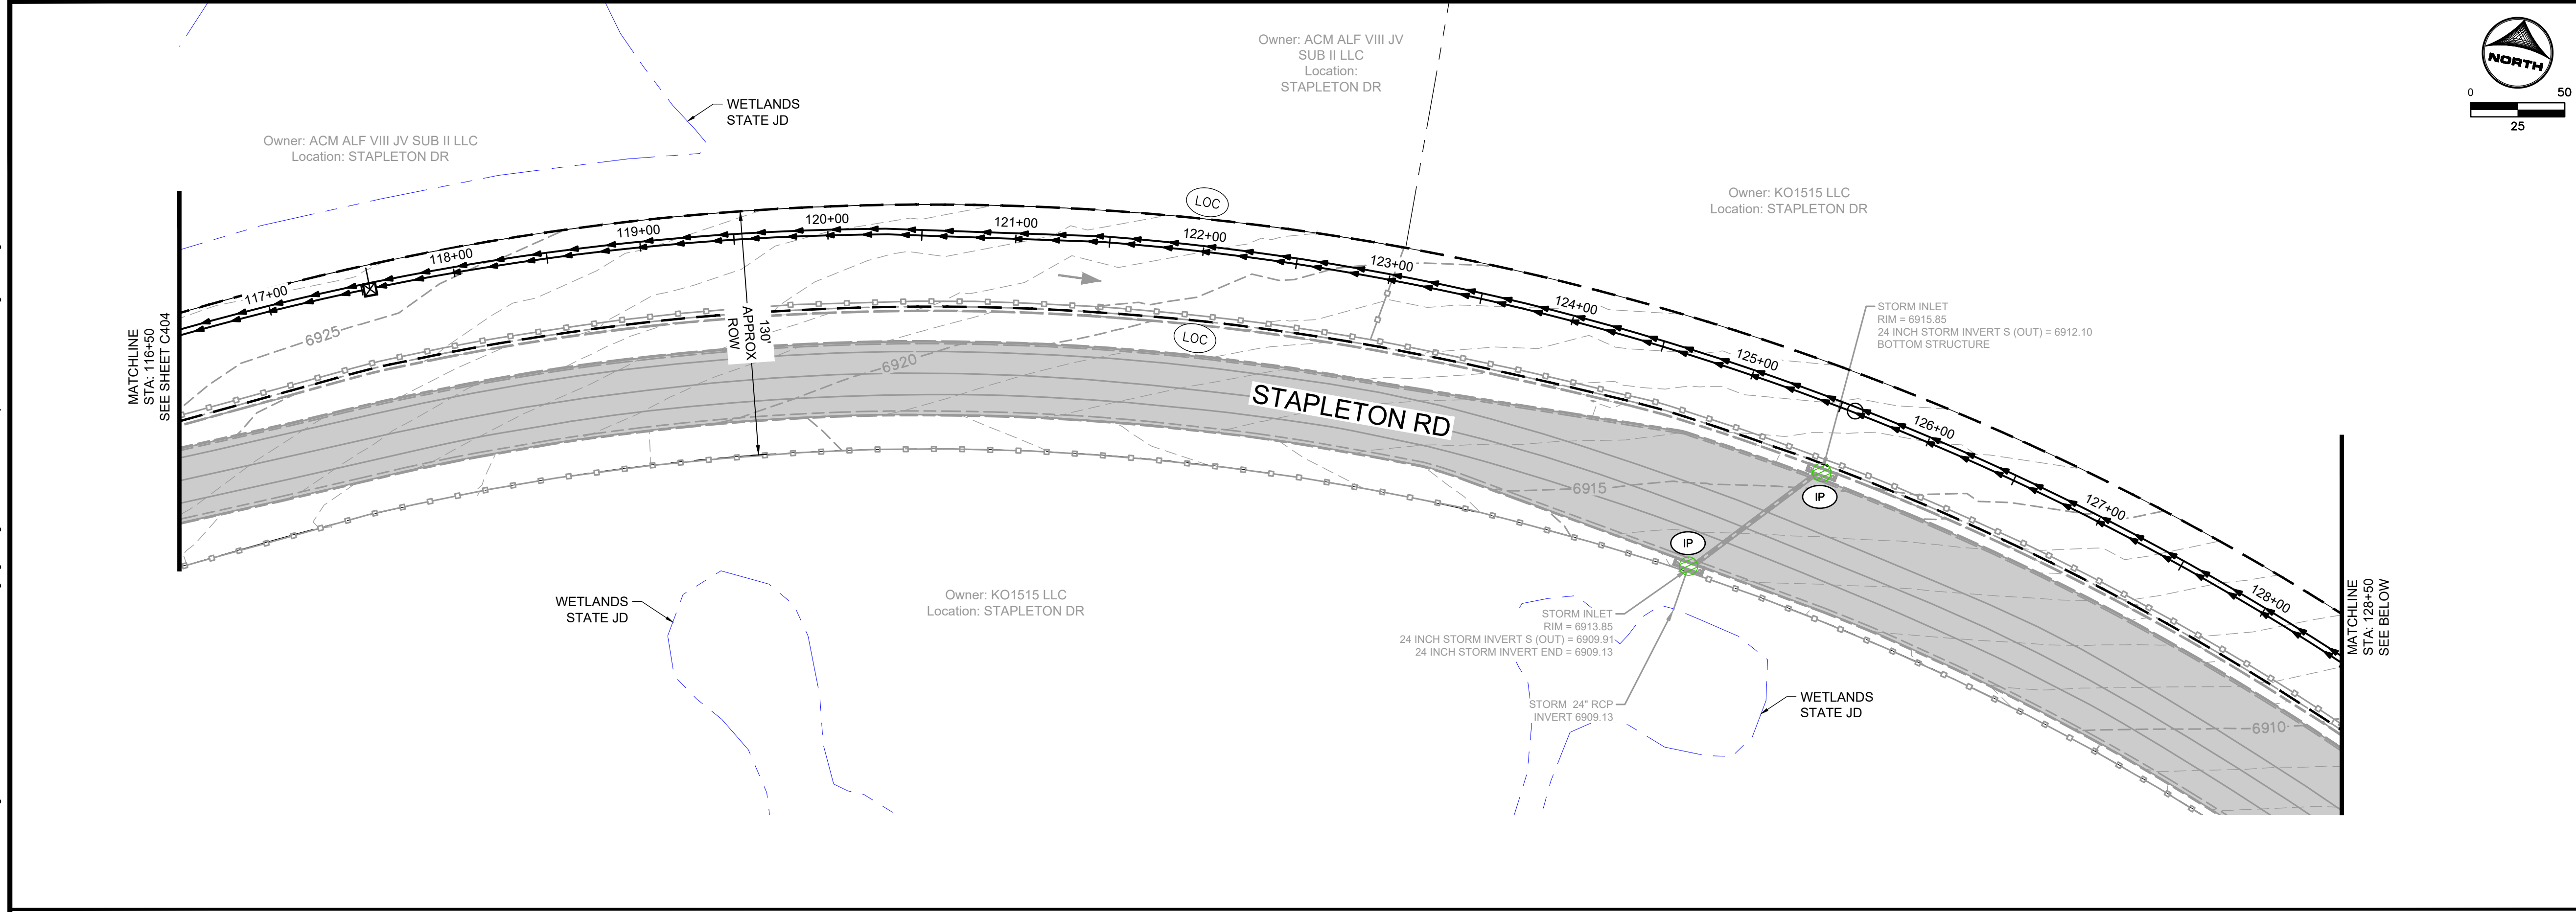 Owner: ACM ALF VIII JV
SUB II LLC
Location:
STAPLETON DR
NORTH
0
50
25
WETLANDS
STATE JD
Owner: ACM ALF VIII JV SUB II LLC
Location: STAPLETON DR
Owner: KO1515 LLC
Location: STAPLETON DR
LOC
117+00
118+00
119+00
120+00
121+00
122+00
123+00
124+00
125+00
126+00
127+00
128+00
MATCHLINE
STA: 116+50
SEE SHEET C404
6925
130'
APPROX
ROW
LOC
6920
STAPLETON RD
STORM INLET
RIM = 6915.85
24 INCH STORM INVERT S (OUT) = 6912.10
BOTTOM STRUCTURE
6915
IP
IP
WETLANDS
STATE JD
Owner: KO1515 LLC
Location: STAPLETON DR
STORM INLET
RIM = 6913.85
24 INCH STORM INVERT S (OUT) = 6909.91
24 INCH STORM INVERT END = 6909.13
STORM 24" RCP
INVERT 6909.13
WETLANDS
STATE JD
6910
MATCHLINE
STA: 128+50
SEE BELOW